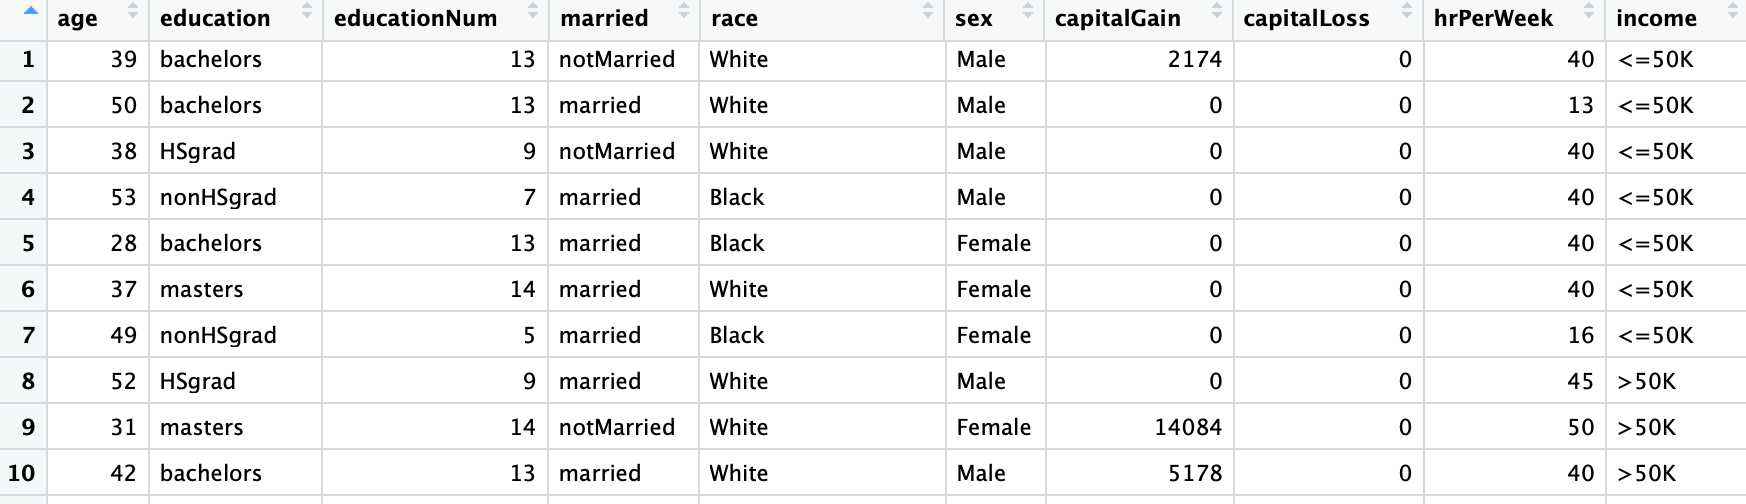 age education educationNum married race sex capitalGain capitalLoss hrPerWeek income
1 39 bachelors 13 notMarried White Male 2174 0 40 <=50K
2 50 bachelors 13 married White Male 0 0 13 <=50K
3 38 HSgrad 9 notMarried White Male 0 0 40 <=50K
4 53 nonHSgrad 7 married Black Male 0 0 40 <=50K
5 28 bachelors 13 married Black Female 0 0 40 <=50K
6 37 masters 14 married White Female 0 0 40 <=50K
7 49 nonHSgrad 5 married Black Female 0 0 16 <=50K
8 52 HSgrad 9 married White Male 0 0 45 >50K
9 31 masters 14 notMarried White Female 14084 0 50 >50K
10 42 bachelors 13 married White Male 5178 0 40 >50K